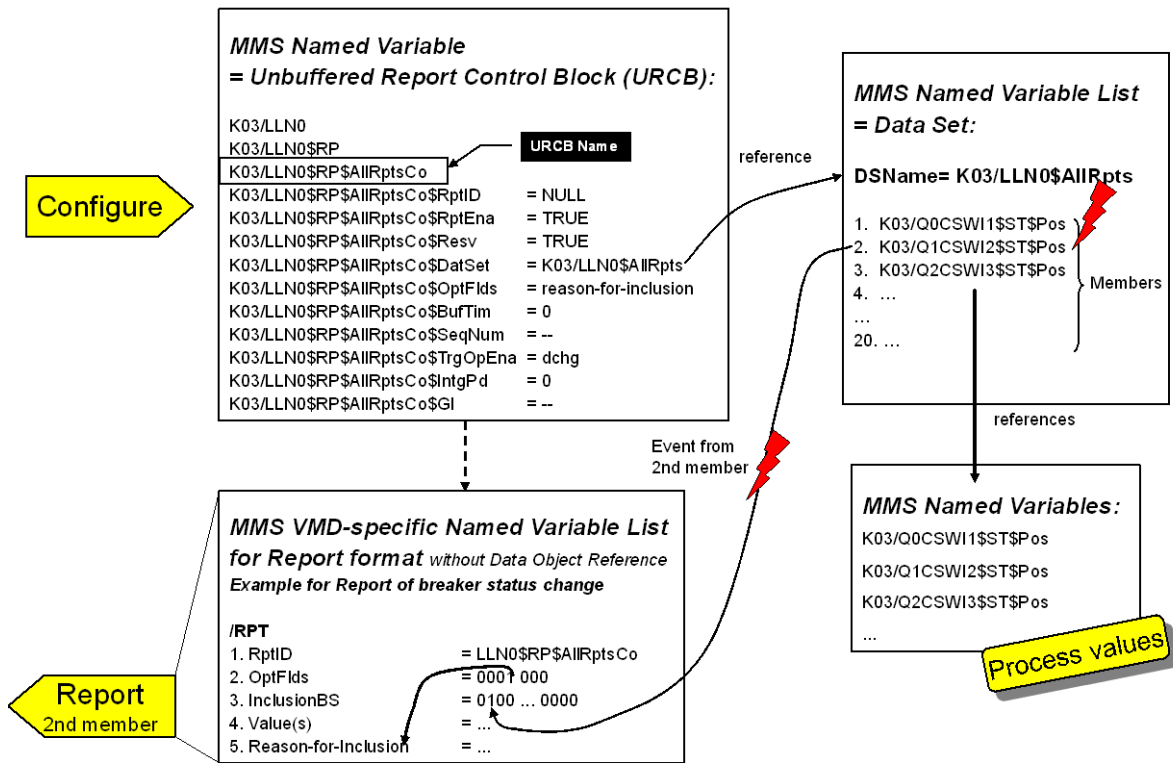 MMS Named Variable
= Unbuffered Report Control Block (URCB):
K03/LLN0
K03/LLN0$RP
K03/LLN0$RP$AllRptsCo
URCB Name
K03/LLN0$RP$AllRptsCo$RptID = NULL
K03/LLN0$RP$AllRptsCo$RptEna = TRUE
K03/LLN0$RP$AllRptsCo$Resv = TRUE
K03/LLN0$RP$AllRptsCo$DatSet = K03/LLN0$AllRpts
K03/LLN0$RP$AllRptsCo$OptFlds = reason-for-inclusion
K03/LLN0$RP$AllRptsCo$BufTim = 0
K03/LLN0$RP$AllRptsCo$SeqNum = --
K03/LLN0$RP$AllRptsCo$TrgOpEna = dchg
K03/LLN0$RP$AllRptsCo$IntgPd = 0
K03/LLN0$RP$AllRptsCo$GI = --
Configure
reference
MMS Named Variable List
= Data Set:
DSName= K03/LLN0$AllRpts
1. K03/Q0CSWI1$ST$Pos
2. K03/Q1CSWI2$ST$Pos
3. K03/Q2CSWI3$ST$Pos
4. ...
...
20. ...
Members
references
Event from
2nd member
MMS Named Variables:
K03/Q0CSWI1$ST$Pos
K03/Q1CSWI2$ST$Pos
K03/Q2CSWI3$ST$Pos
...
Process values
MMS VMD-specific Named Variable List
for Report format without Data Object Reference
Example for Report of breaker status change
/RPT
1. RptID = LLN0$RP$AllRptsCo
2. OptFlds = 0001 000
3. InclusionBS = 0100 ... 0000
4. Value(s) = ...
5. Reason-for-Inclusion = ...
Report
2nd member